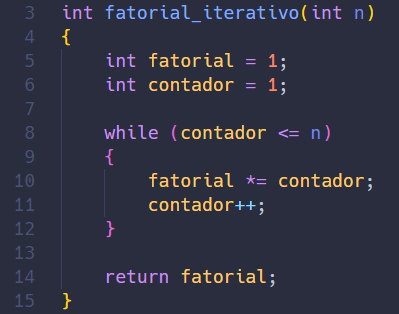 3 int fatorial_iterativo(int n)
4 {
5     int fatorial = 1;
6     int contador = 1;
7
8     while (contador <= n)
9     {
10         fatorial *= contador;
11         contador++;
12     }
13
14     return fatorial;
15 }